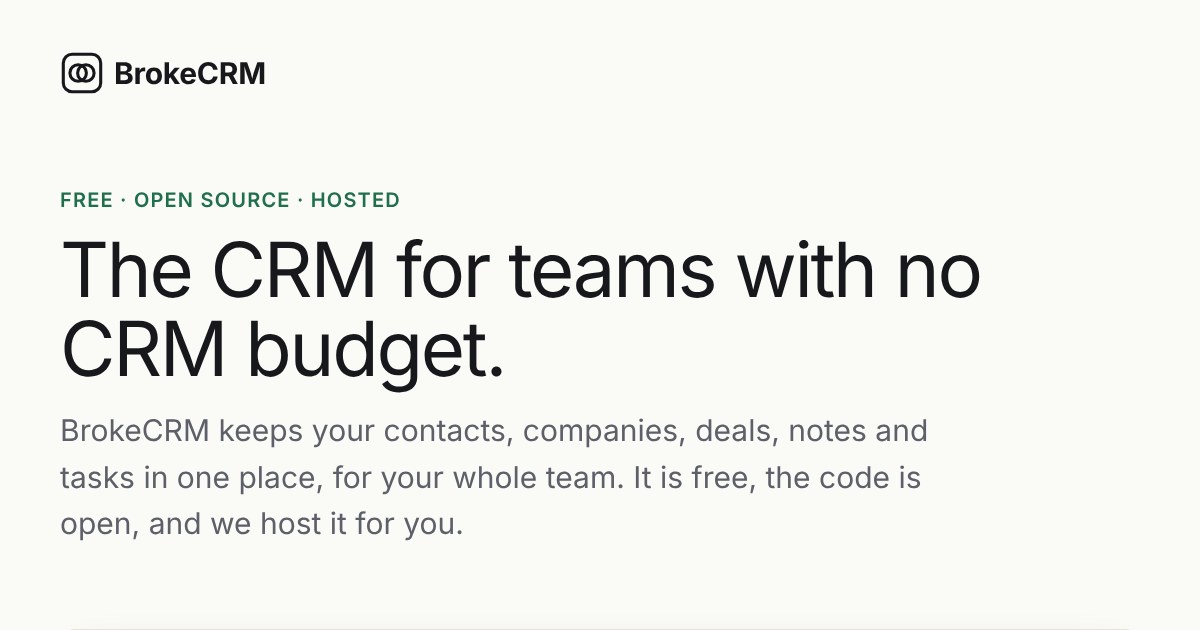 BrokeCRM
FREE · OPEN SOURCE · HOSTED
The CRM for teams with no
CRM budget.
BrokeCRM keeps your contacts, companies, deals, notes and
tasks in one place, for your whole team. It is free, the code is
open, and we host it for you.